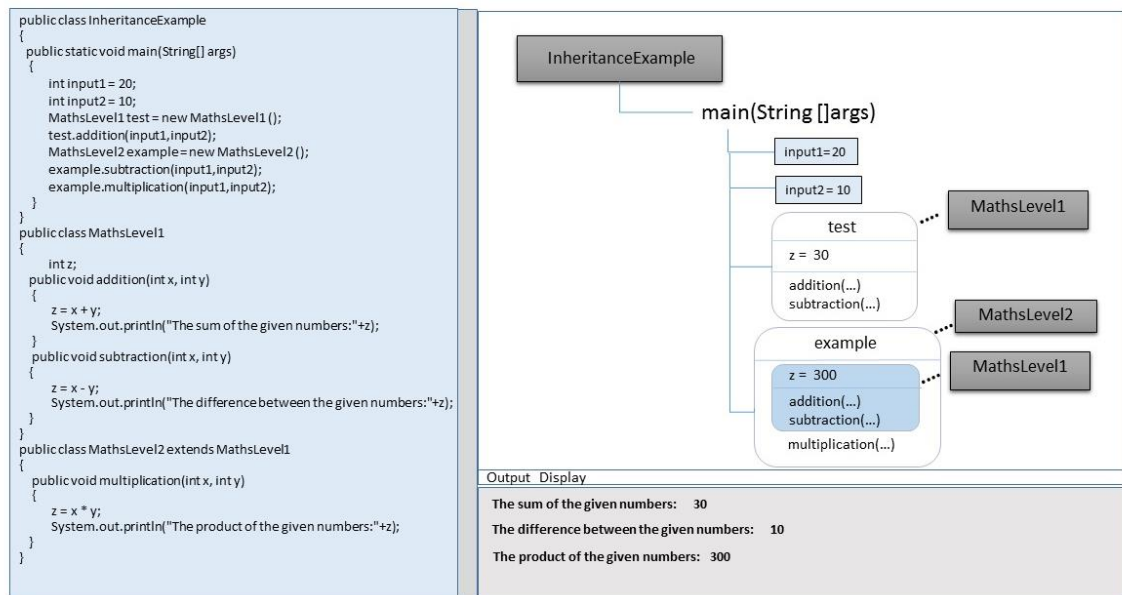 public class InheritanceExample
{
public static void main(String[] args)
{
int input1 = 20;
int input2 = 10;
MathsLevel1 test = new MathsLevel1 ();
test.addition(input1,input2);
MathsLevel2 example = new MathsLevel2 ();
example.subtraction(input1,input2);
example.multiplication(input1,input2);
}
}
public class MathsLevel1
{
int z;
public void addition(int x, int y)
{
z = x + y;
System.out.println("The sum of the given numbers:"+z);
}
public void subtraction(int x, int y)
{
z = x - y;
System.out.println("The difference between the given numbers:"+z);
}
}
public class MathsLevel2 extends MathsLevel1
{
public void multiplication(int x, int y)
{
z = x * y;
System.out.println("The product of the given numbers:"+z);
}
}
InheritanceExample
main(String []args)
input1=20
input2= 10
MathsLevel1
test
z = 30
addition(...)
subtraction(...)
MathsLevel2
example
MathsLevel1
z = 300
addition(...)
subtraction(...)
multiplication(...)
Output Display
The sum of the given numbers: 30
The difference between the given numbers: 10
The product of the given numbers: 300